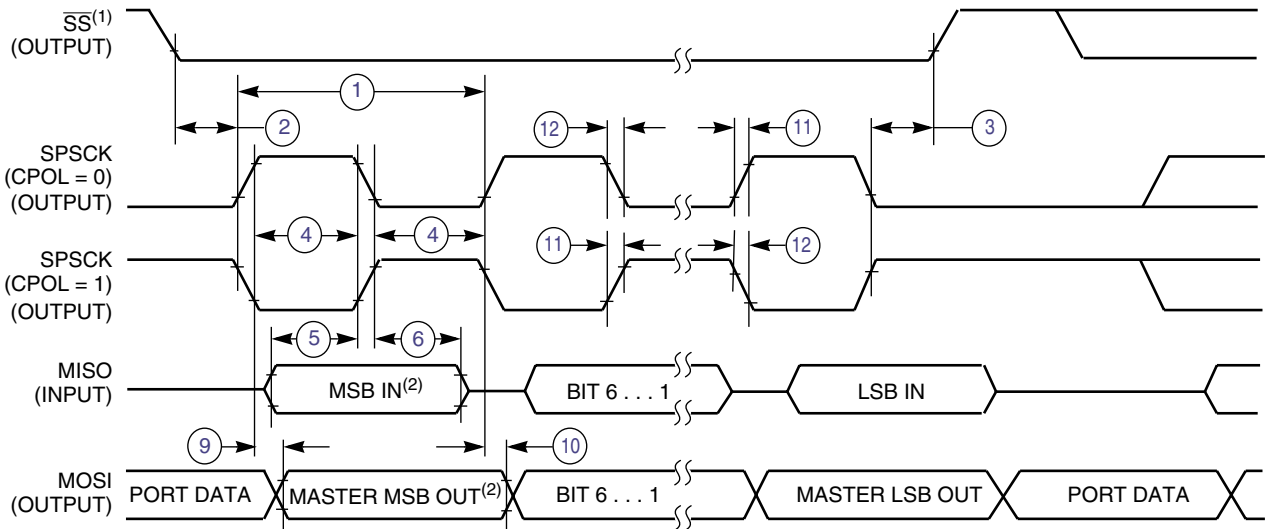 SS(1)
(OUTPUT)
1
2
12
11
3
SPSCK
(CPOL = 0)
(OUTPUT)
4
4
11
12
SPSCK
(CPOL = 1)
(OUTPUT)
5
6
MISO
(INPUT)
MSB IN(2)
BIT 6 . . . 1
LSB IN
9
10
MOSI
(OUTPUT)
PORT DATA
MASTER MSB OUT(2)
BIT 6 . . . 1
MASTER LSB OUT
PORT DATA